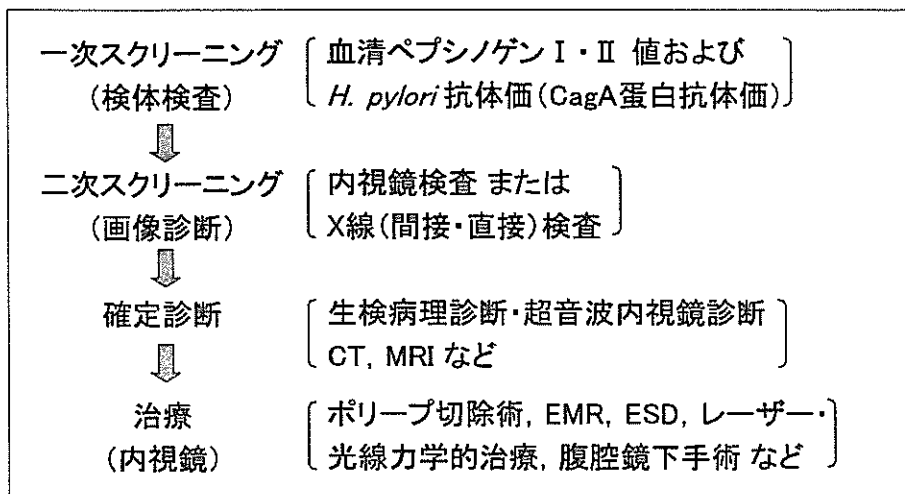 一次スクリーニング 血清ペプシノゲンⅠ・Ⅱ 値および
(検体検査) H. pylori 抗体価(CagA蛋白抗体価)
二次スクリーニング 内視鏡検査 または
(画像診断) X線(間接・直接)検査
確定診断 生検病理診断・超音波内視鏡診断
CT, MRI など
治療 ポリープ切除術, EMR, ESD, レーザー・
(内視鏡) 光線力学的治療, 腹腔鏡下手術 など